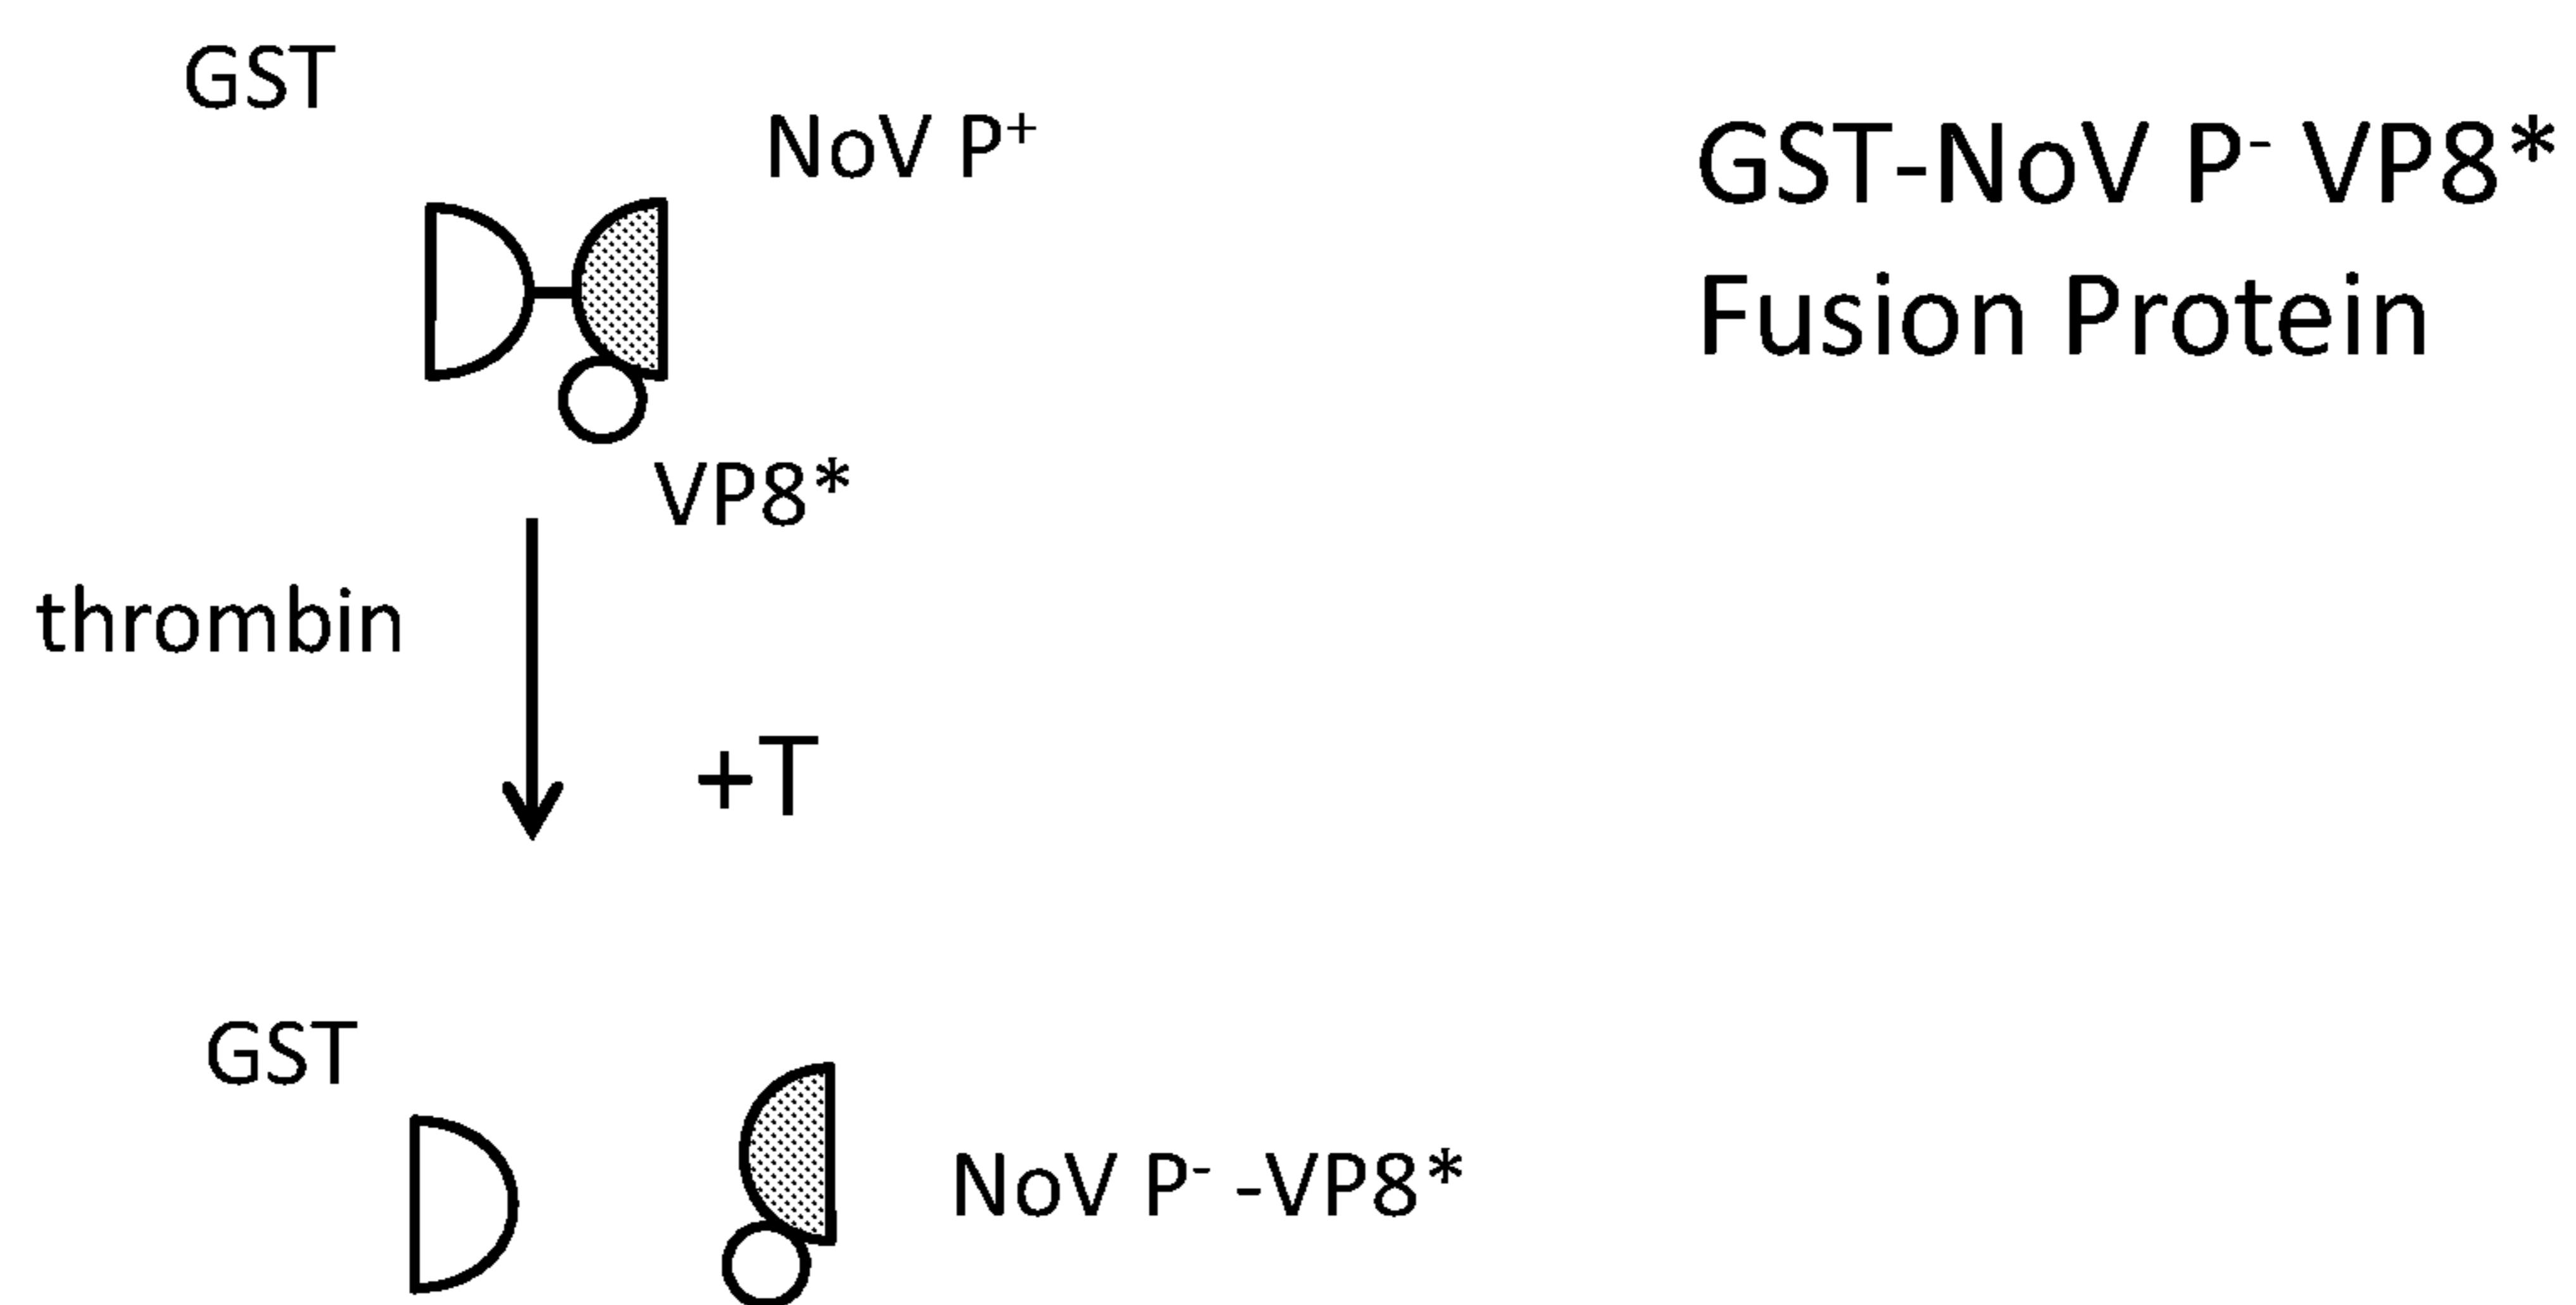 GST
NoV P⁺
GST-NoV P⁻ VP8*
Fusion Protein
VP8*
thrombin
+T
GST
NoV P⁻ -VP8*